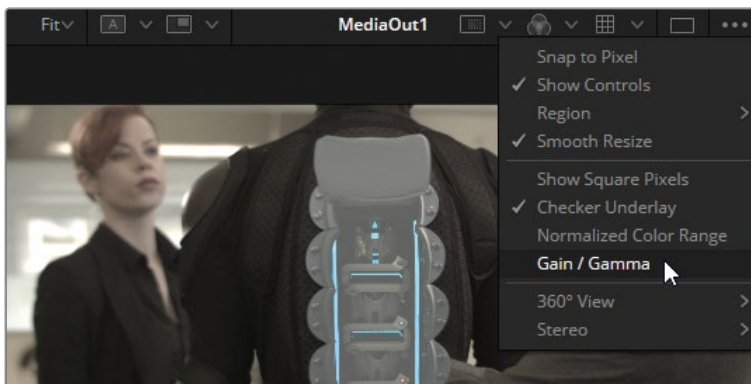 Fit A MediaOut1
Snap to Pixel
Show Controls
Region
Smooth Resize
Show Square Pixels
Checker Underlay
Normalized Color Range
Gain / Gamma
360° View
Stereo